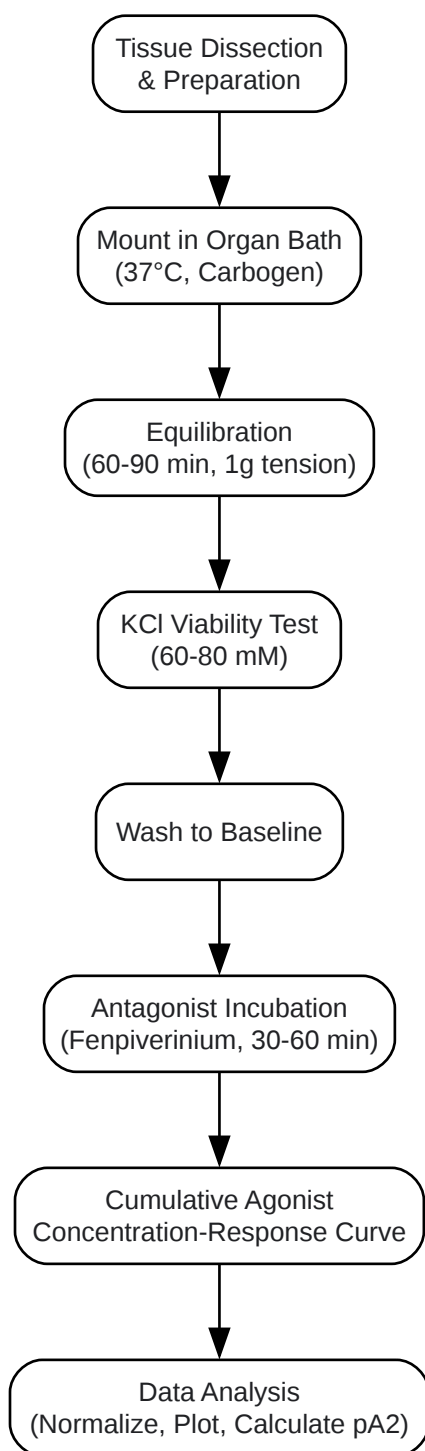 Tissue Dissection
& Preparation
Mount in Organ Bath
(37°C, Carbogen)
Equilibration
(60-90 min, 1g tension)
KCl Viability Test
(60-80 mM)
Wash to Baseline
Antagonist Incubation
(Fenpiverinium, 30-60 min)
Cumulative Agonist
Concentration-Response Curve
Data Analysis
(Normalize, Plot, Calculate pA2)